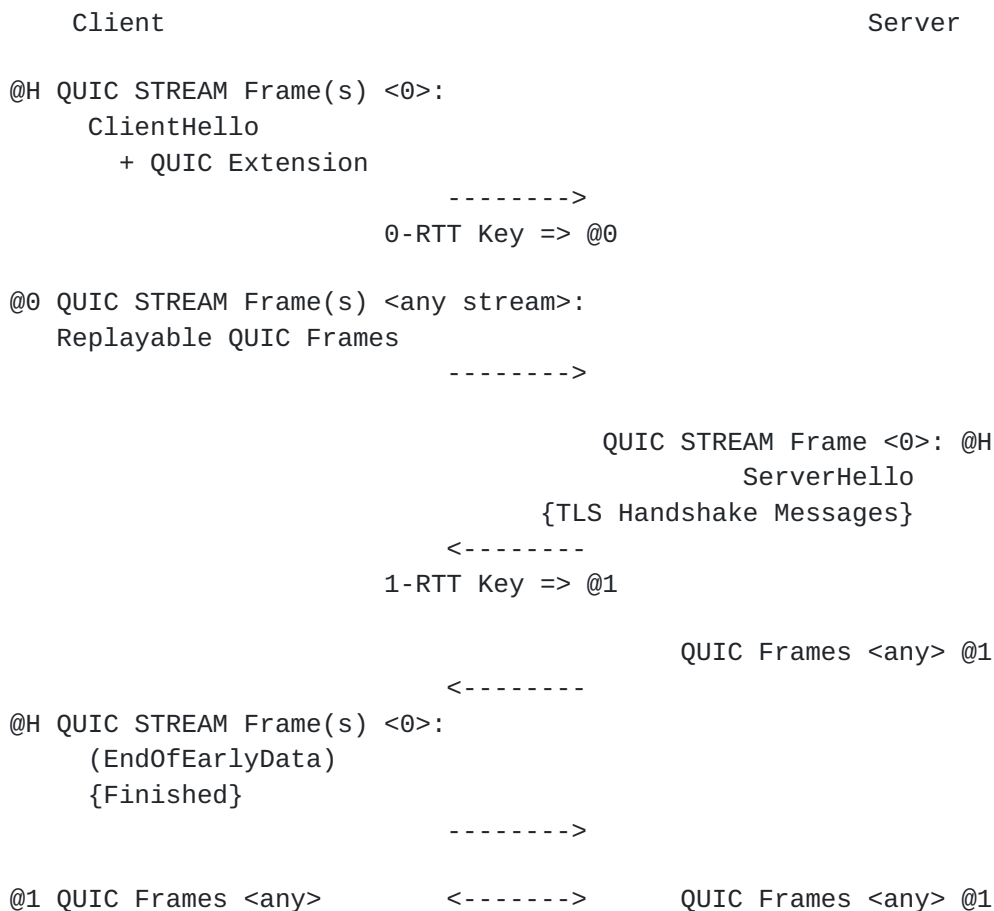 Client Server
@H QUIC STREAM Frame(s) <0>:
ClientHello
+ QUIC Extension
-------->
0-RTT Key => @0
@0 QUIC STREAM Frame(s) <any stream>:
Replayable QUIC Frames
-------->
QUIC STREAM Frame <0>: @H
ServerHello
{TLS Handshake Messages}
<--------
1-RTT Key => @1
QUIC Frames <any> @1
<--------
@H QUIC STREAM Frame(s) <0>:
(EndOfEarlyData)
{Finished}
-------->
@1 QUIC Frames <any> <-------> QUIC Frames <any> @1